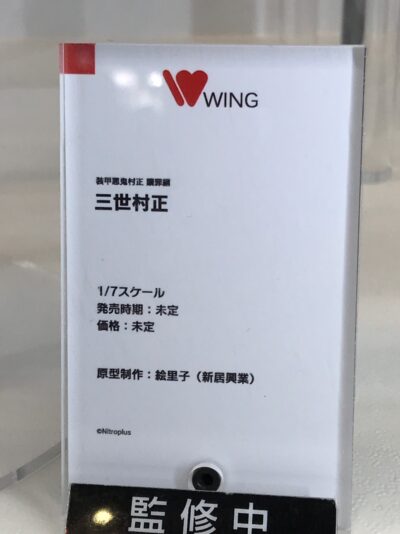 WING
装甲悪鬼村正 贖罪編
三世村正
1/7スケール
発売時期：未定
価格：未定
原型制作：絵里子（新居興業）
©Nitroplus
監修中